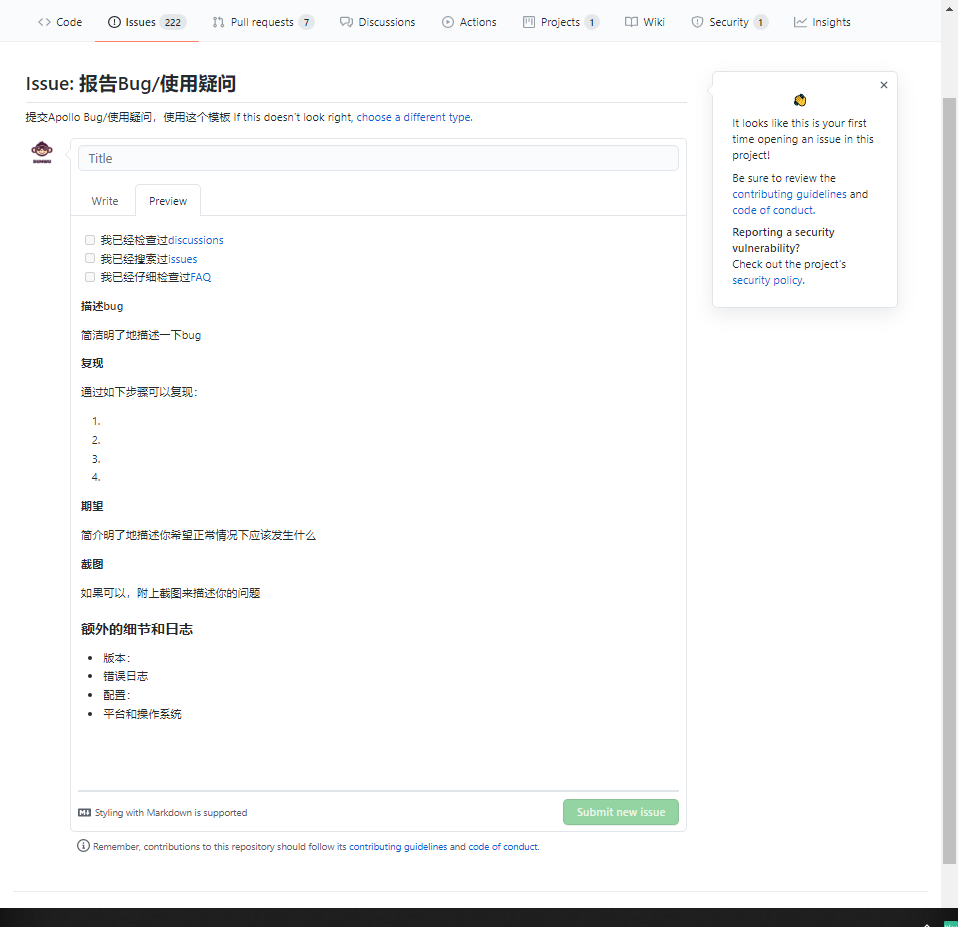 Code Issues 222 Pull requests 7 Discussions Actions Projects 1 Wiki Security 1 Insights
Issue: 报告Bug/使用疑问
提交Apollo Bug/使用疑问，使用这个模板 If this doesn't look right, choose a different type.
Title
Write Preview
我已经检查过discussions
我已经搜索过issues
我已经仔细检查过FAQ
描述bug
简洁明了地描述一下bug
复现
通过如下步骤可以复现：
1.
2.
3.
4.
期望
简介明了地描述你希望正常情况下应该发生什么
截图
如果可以，附上截图来描述你的问题
额外的细节和日志
• 版本：
• 错误日志
• 配置：
• 平台和操作系统
Styling with Markdown is supported
Submit new issue
Remember, contributions to this repository should follow its contributing guidelines and code of conduct.
It looks like this is your first
time opening an issue in this
project!
Be sure to review the
contributing guidelines and
code of conduct.
Reporting a security
vulnerability?
Check out the project's
security policy.